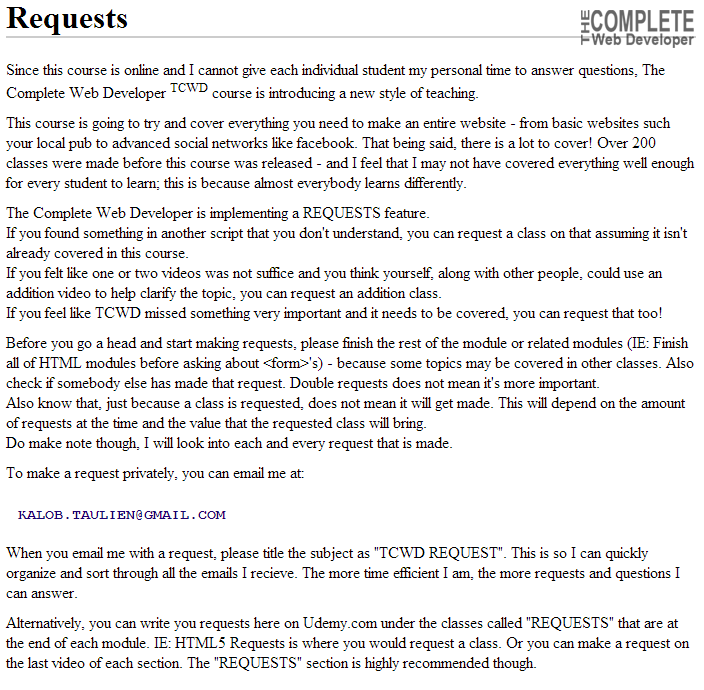 Requests
THE COMPLETE
Web Developer
Since this course is online and I cannot give each individual student my personal time to answer questions, The
Complete Web Developer TCWD course is introducing a new style of teaching.
This course is going to try and cover everything you need to make an entire website - from basic websites such
your local pub to advanced social networks like facebook. That being said, there is a lot to cover! Over 200
classes were made before this course was released - and I feel that I may not have covered everything well enough
for every student to learn; this is because almost everybody learns differently.
The Complete Web Developer is implementing a REQUESTS feature.
If you found something in another script that you don't understand, you can request a class on that assuming it isn't
already covered in this course.
If you felt like one or two videos was not suffice and you think yourself, along with other people, could use an
addition video to help clarify the topic, you can request an addition class.
If you feel like TCWD missed something very important and it needs to be covered, you can request that too!
Before you go a head and start making requests, please finish the rest of the module or related modules (IE: Finish
all of HTML modules before asking about <form>'s) - because some topics may be covered in other classes. Also
check if somebody else has made that request. Double requests does not mean it's more important.
Also know that, just because a class is requested, does not mean it will get made. This will depend on the amount
of requests at the time and the value that the requested class will bring.
Do make note though, I will look into each and every request that is made.
To make a request privately, you can email me at:
KALOB.TAULIEN@GMAIL.COM
When you email me with a request, please title the subject as "TCWD REQUEST". This is so I can quickly
organize and sort through all the emails I recieve. The more time efficient I am, the more requests and questions I
can answer.
Alternatively, you can write you requests here on Udemy.com under the classes called "REQUESTS" that are at
the end of each module. IE: HTML5 Requests is where you would request a class. Or you can make a request on
the last video of each section. The "REQUESTS" section is highly recommended though.